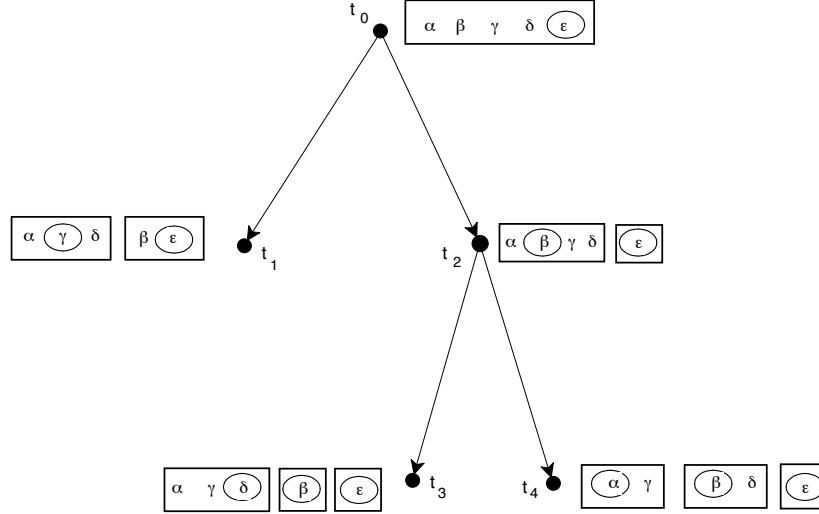 t0 α β γ δ ε
α γ δ β ε t1 t2 α β γ δ ε
α γ δ β ε t3 t4 α γ β δ ε